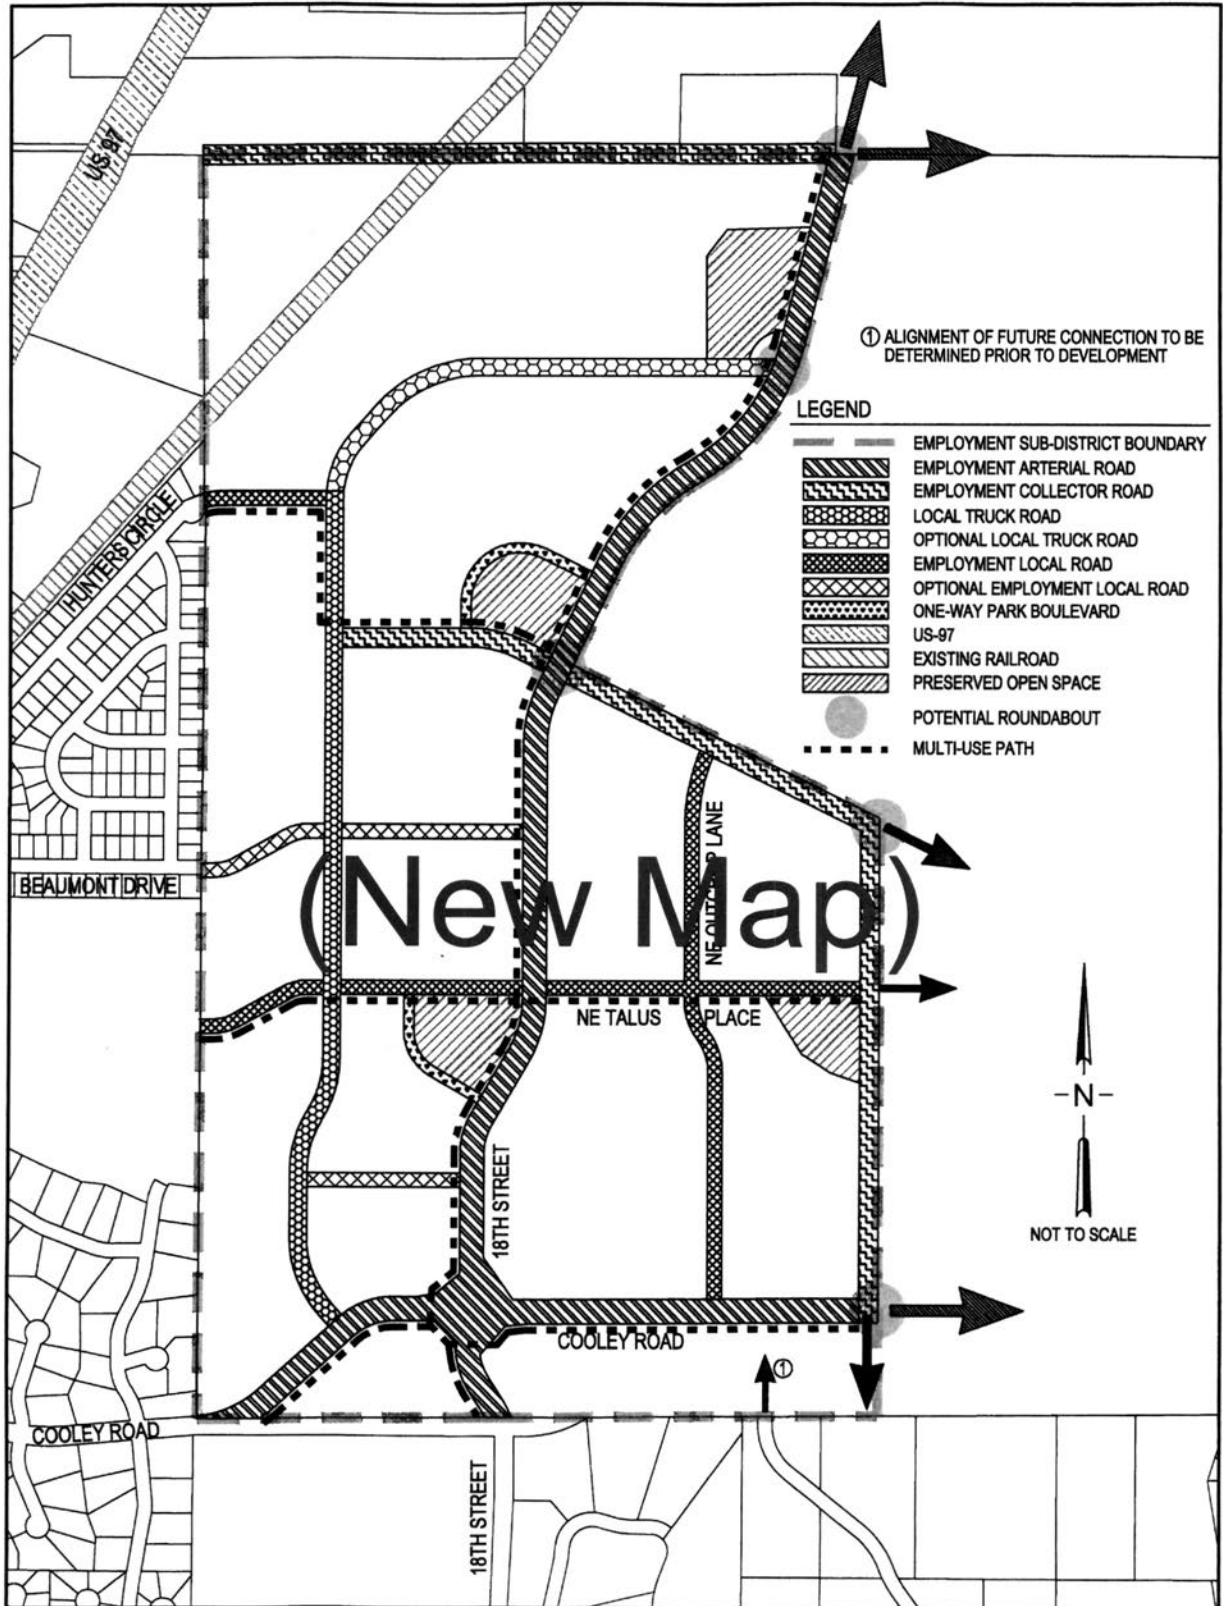 US 97
① ALIGNMENT OF FUTURE CONNECTION TO BE
DETERMINED PRIOR TO DEVELOPMENT
LEGEND
EMPLOYMENT SUB-DISTRICT BOUNDARY
EMPLOYMENT ARTERIAL ROAD
EMPLOYMENT COLLECTOR ROAD
LOCAL TRUCK ROAD
OPTIONAL LOCAL TRUCK ROAD
EMPLOYMENT LOCAL ROAD
OPTIONAL EMPLOYMENT LOCAL ROAD
ONE-WAY PARK BOULEVARD
US-97
EXISTING RAILROAD
PRESERVED OPEN SPACE
POTENTIAL ROUNDABOUT
MULTI-USE PATH
HUNTERS CIRCLE
BEAUMONT DRIVE
(New Map)
NE LANE
NE TALUS PLACE
-N-
NOT TO SCALE
18TH STREET
COOLEY ROAD
①
COOLEY ROAD
18TH STREET